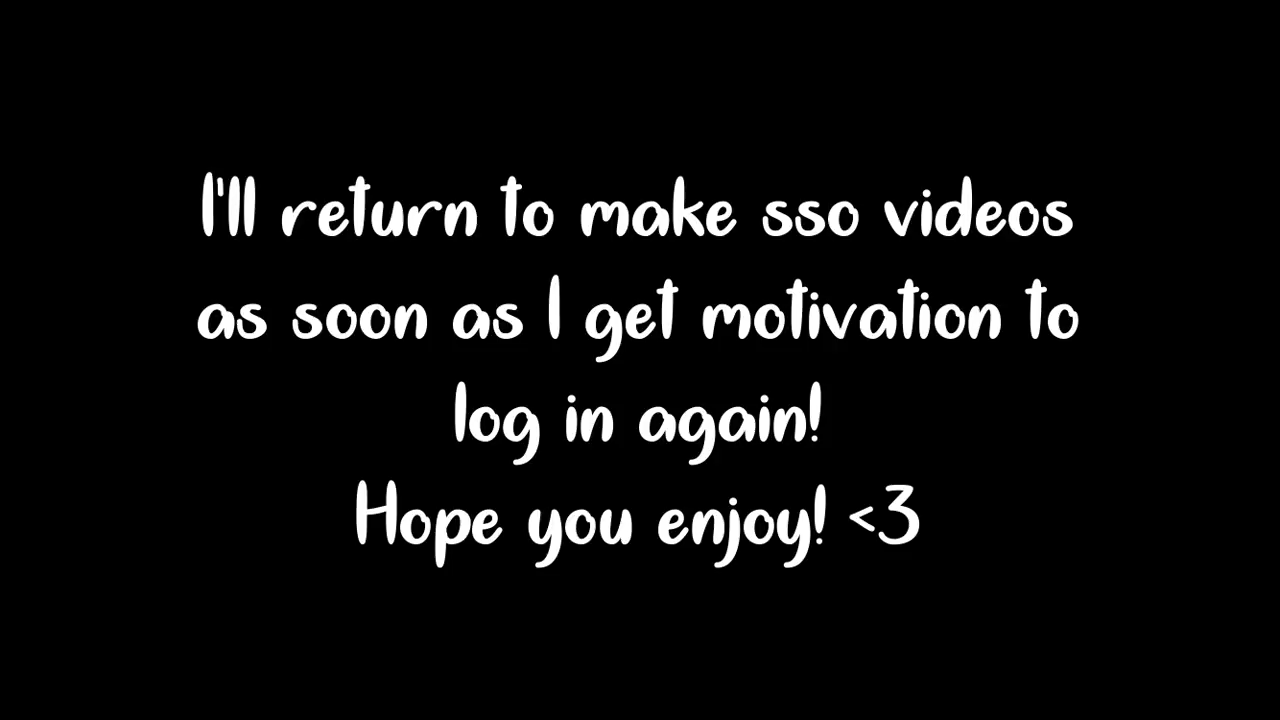 I'll return to make sso videos
as soon as I get motivation to
log in again!
Hope you enjoy! <3